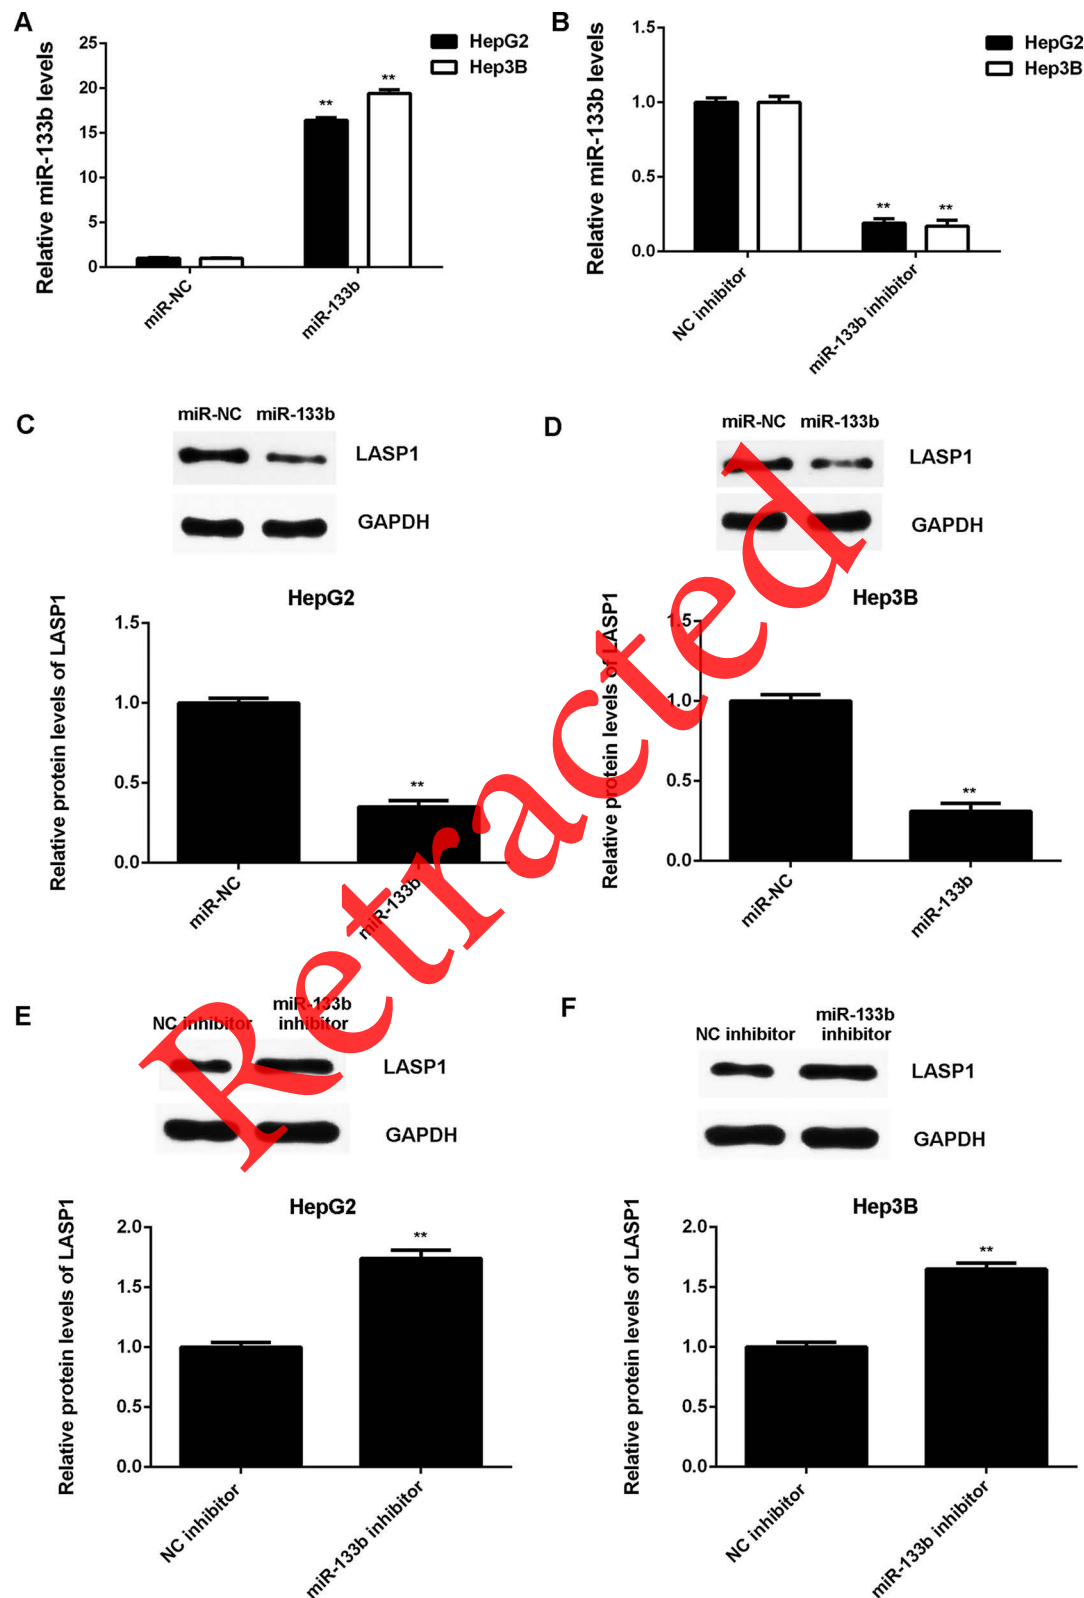 A
Relative miR-133b levels
25
20
15
10
5
0
HepG2
Hep3B
**
**
miR-NC
miR-133b
B
Relative miR-133b levels
1.5
1.0
0.5
0.0
HepG2
Hep3B
**
**
NC inhibitor
miR-133b inhibitor
C
miR-NC miR-133b
LASP1
GAPDH
HepG2
Relative protein levels of LASP1
1.5
1.0
0.5
0.0
**
miR-NC
miR-133b
D
miR-NC miR-133b
LASP1
GAPDH
Hep3B
Relative protein levels of LASP1
1.5
1.0
0.5
0.0
**
miR-NC
miR-133b
E
NC inhibitor
miR-133b
inhibitor
LASP1
GAPDH
HepG2
Relative protein levels of LASP1
2.0
1.5
1.0
0.5
0.0
**
NC inhibitor
miR-133b inhibitor
F
NC inhibitor
miR-133b
inhibitor
LASP1
GAPDH
Hep3B
Relative protein levels of LASP1
2.0
1.5
1.0
0.5
0.0
**
NC inhibitor
miR-133b inhibitor
Retracted